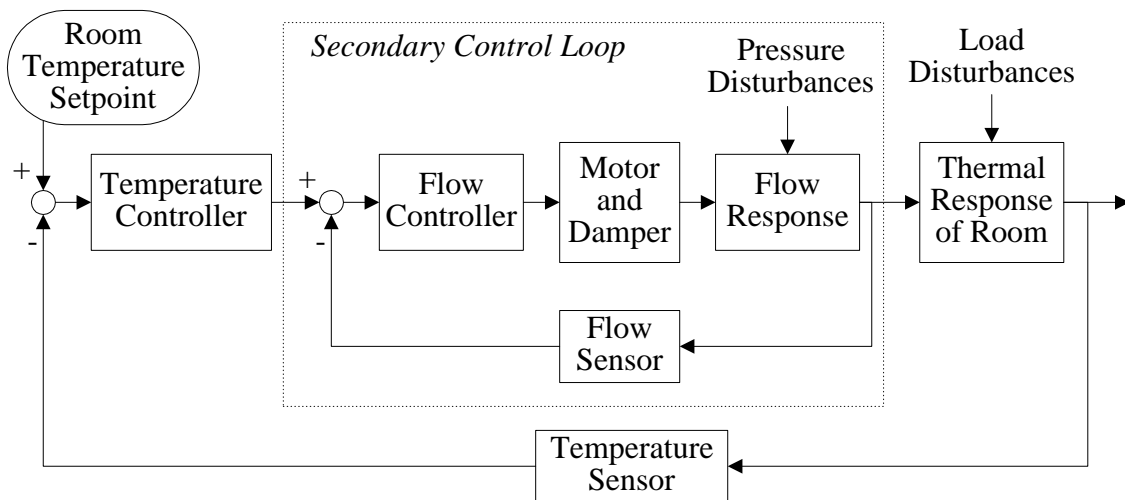 Room
Temperature
Setpoint
Secondary Control Loop
Pressure
Disturbances
Load
Disturbances
+
-
Temperature
Controller
+
-
Flow
Controller
Motor
and
Damper
Flow
Response
Thermal
Response
of Room
Flow
Sensor
Temperature
Sensor